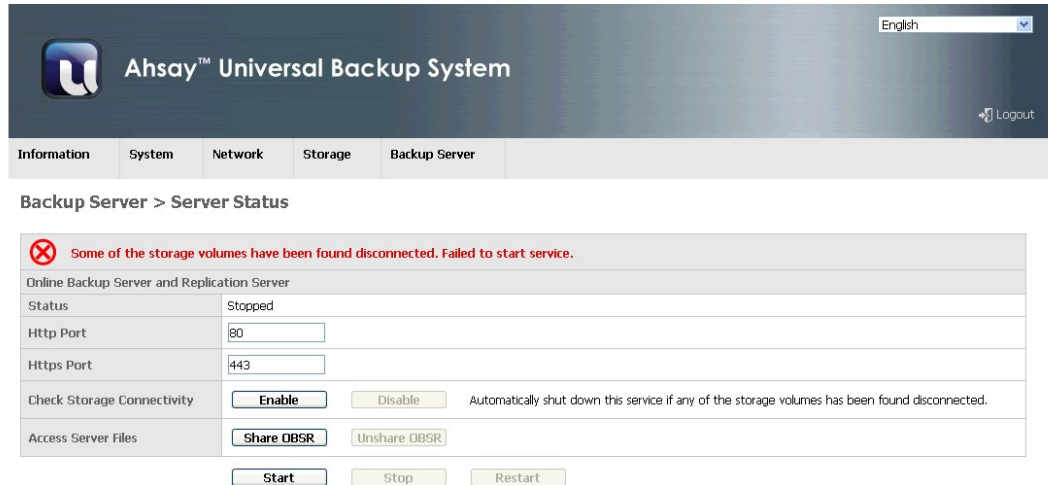 English
Ahsay™ Universal Backup System
Logout
Information System Network Storage Backup Server
Backup Server > Server Status
Some of the storage volumes have been found disconnected. Failed to start service.
Online Backup Server and Replication Server
Status Stopped
Http Port 80
Https Port 443
Check Storage Connectivity Enable Disable Automatically shut down this service if any of the storage volumes has been found disconnected.
Access Server Files Share OBSR Unshare OBSR
Start Stop Restart